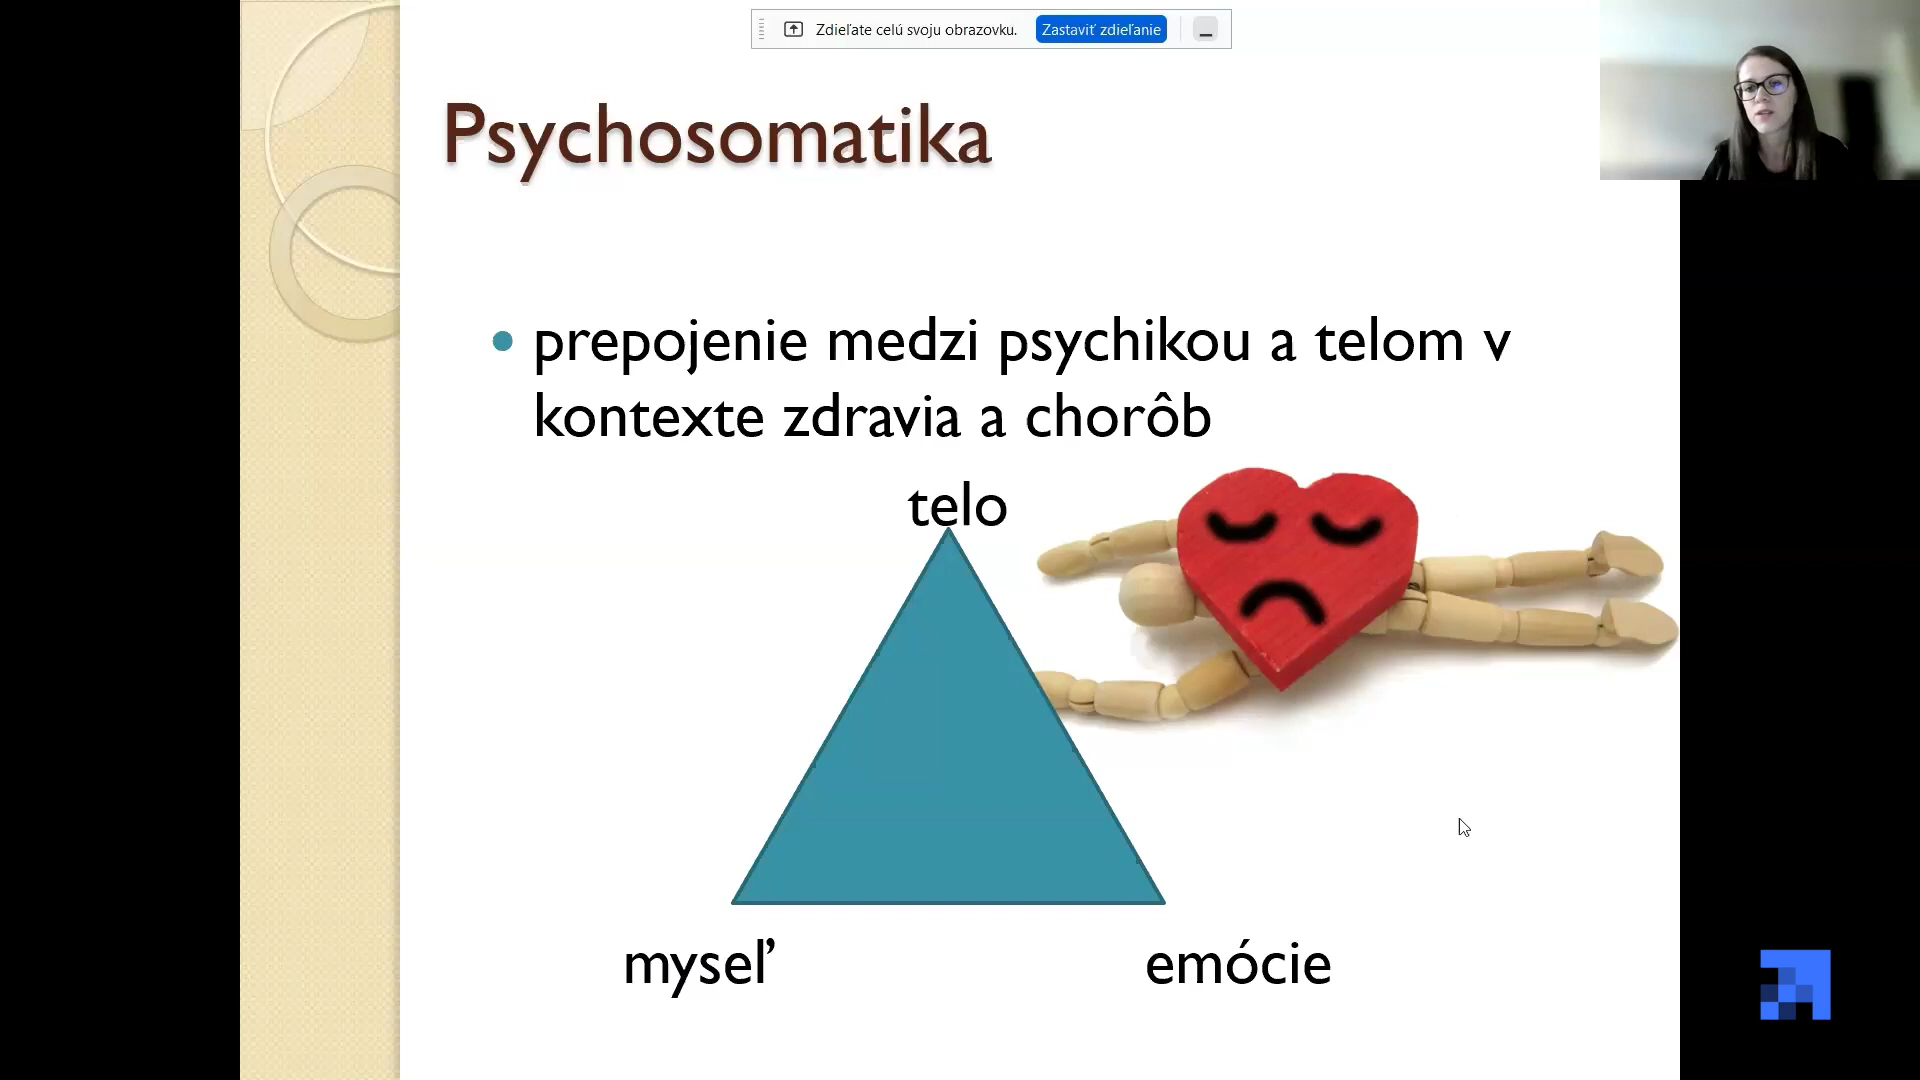 Zdieľate celú svoju obrazovku. Zastaviť zdieľanie
Psychosomatika
prepojenie medzi psychikou a telom v
kontexte zdravia a chorôb
telo
myseľ emócie